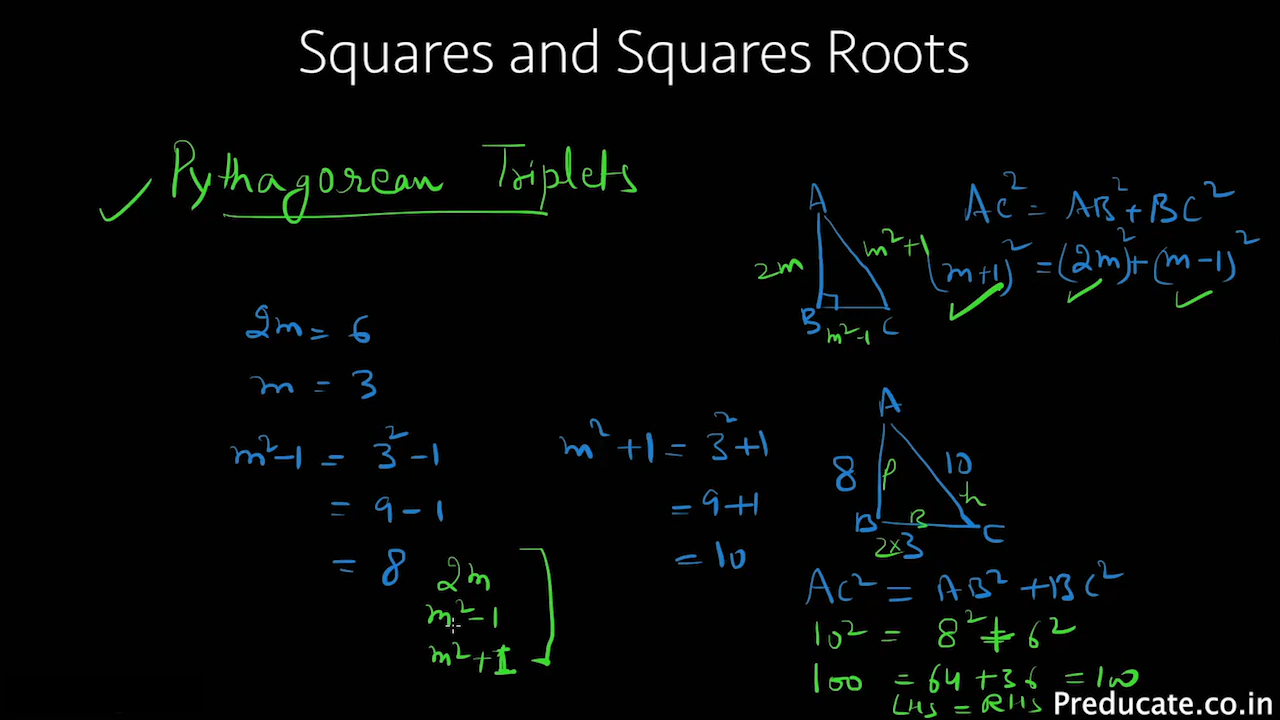 Squares and Squares Roots
Pythagorean Triplets
A
2m
m²+1
B
m²-1
C
AC² = AB² + BC²
(m+1)² = (2m)² + (m-1)²
2m = 6
m = 3
m²-1 = 3²-1
= 9-1
= 8
m²+1 = 3²+1
= 9+1
= 10
2m
m²-1
m²+1
A
8
P
10
h
B
B
C
2×3
AC² = AB² + BC²
10² = 8² + 6²
100 = 64 + 36 = 100
LHS = RHS
Preducate.co.in